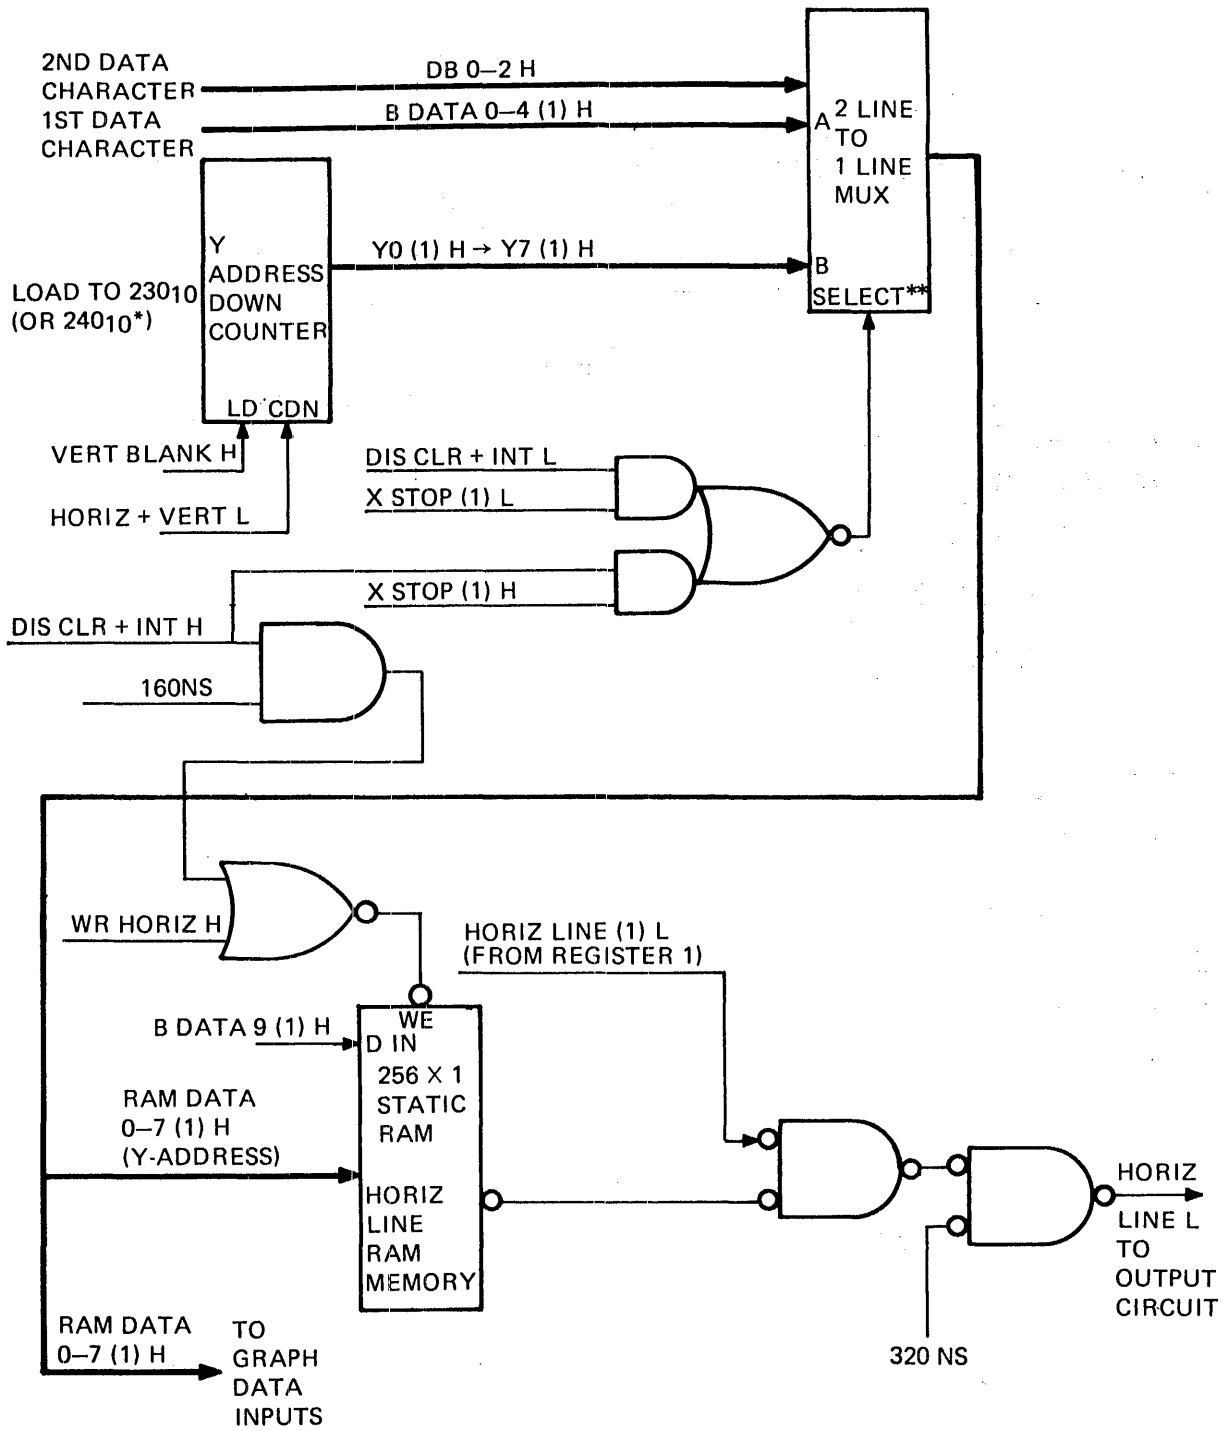 2ND DATA
CHARACTER
DB 0–2 H
1ST DATA
CHARACTER
B DATA 0–4 (1) H
A
2 LINE
TO
1 LINE
MUX
B
SELECT**
Y
ADDRESS
DOWN
COUNTER
LD CDN
Y0 (1) H → Y7 (1) H
LOAD TO 23010
(OR 24010*)
VERT BLANK H
HORIZ + VERT L
DIS CLR + INT L
X STOP (1) L
X STOP (1) H
DIS CLR + INT H
160NS
WR HORIZ H
HORIZ LINE (1) L
(FROM REGISTER 1)
B DATA 9 (1) H
WE
D IN
256 X 1
STATIC
RAM
HORIZ
LINE
RAM
MEMORY
RAM DATA
0–7 (1) H
(Y-ADDRESS)
HORIZ
LINE L
TO
OUTPUT
CIRCUIT
320 NS
RAM DATA
0–7 (1) H
TO
GRAPH
DATA
INPUTS